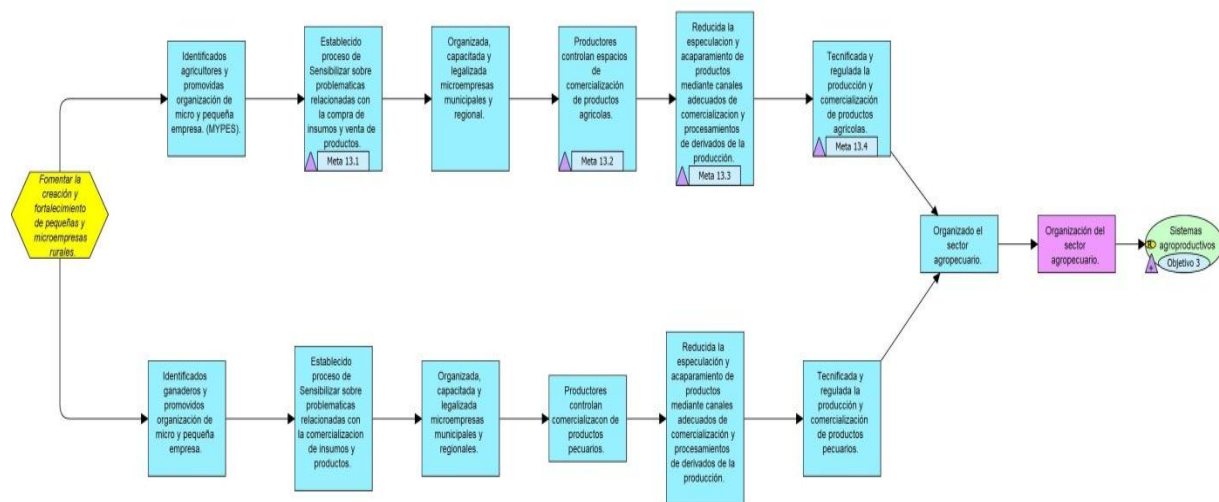 Fomentar la
creación y
fortalecimiento
de pequeñas y
microempresas
rurales.
Identificados
agricultores y
promovidas
organización de
micro y pequeña
empresa. (MYPES).
Establecido
proceso de
Sensibilizar sobre
problematicas
relacionadas con
la compra de
insumos y venta de
productos.
Meta 13.1
Organizada,
capacitada y
legalizada
microempresas
municipales y
regional.
Productores
controlan espacios
de
comercialización
de productos
agricolas.
Meta 13.2
Reducida la
especulacion y
acaparamiento de
productos
mediante canales
adecuados de
comercializacion y
procesamientos
de derivados de la
producción.
Meta 13.3
Tecnificada y
regulada la
producción y
comercialización
de productos
agrícolas.
Meta 13.4
Identificados
ganaderos y
promovidos
organización de
micro y pequeña
empresa.
Establecido
proceso de
Sensibilizar sobre
problematicas
relacionadas con
la comercializacion
de insumos y
productos.
Organizada,
capacitada y
legalizada
microempresas
municipales y
regionales.
Productores
controlan
comercializacon de
productos
pecuarios.
Reducida la
especulación y
acaparamiento de
productos
mediante canales
adecuados de
comercialización y
procesamientos
de derivados de la
producción.
Tecnificada y
regulada la
producción y
comercialización
de productos
pecuarios.
Organizado el
sector
agropecuario.
Organización del
sector
agropecuario.
Sistemas
agroproductivos
Objetivo 3